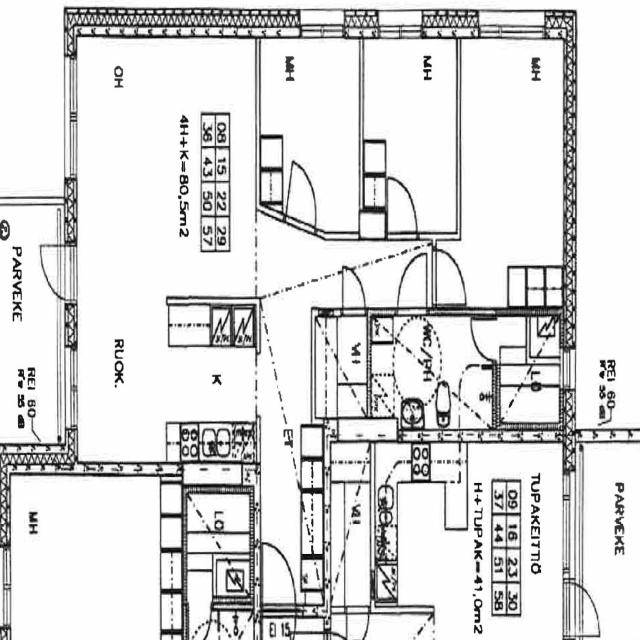 OH
MH
MH
MH
08 15 22 29
36 43 50 57
4H+K=80,5m2
PARVEKE
RUOK.
REI 60
K
VH
WC/PH
LO
REI 60
ET
VH
TUPAKEITTIÖ
09 16 23 30
37 44 51 58
H+TUPAK=41,0m2
PARVEKE
MH
LO
EI 15